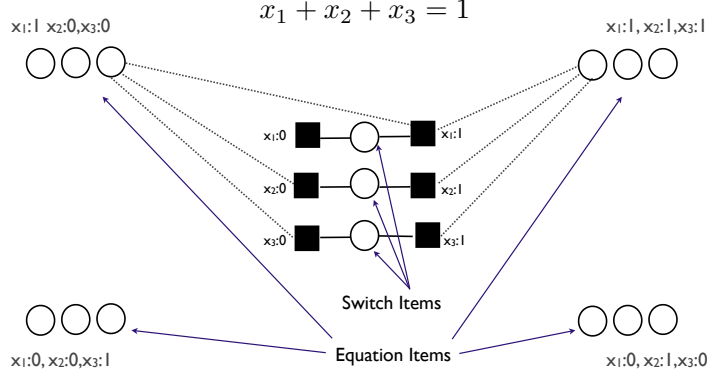 x₁ + x₂ + x₃ = 1
x₁:1 x₂:0,x₃:0
x₁:1, x₂:1,x₃:1
x₁:0
x₁:1
x₂:0
x₂:1
x₃:0
x₃:1
Switch Items
Equation Items
x₁:0, x₂:0,x₃:1
x₁:0, x₂:1,x₃:0